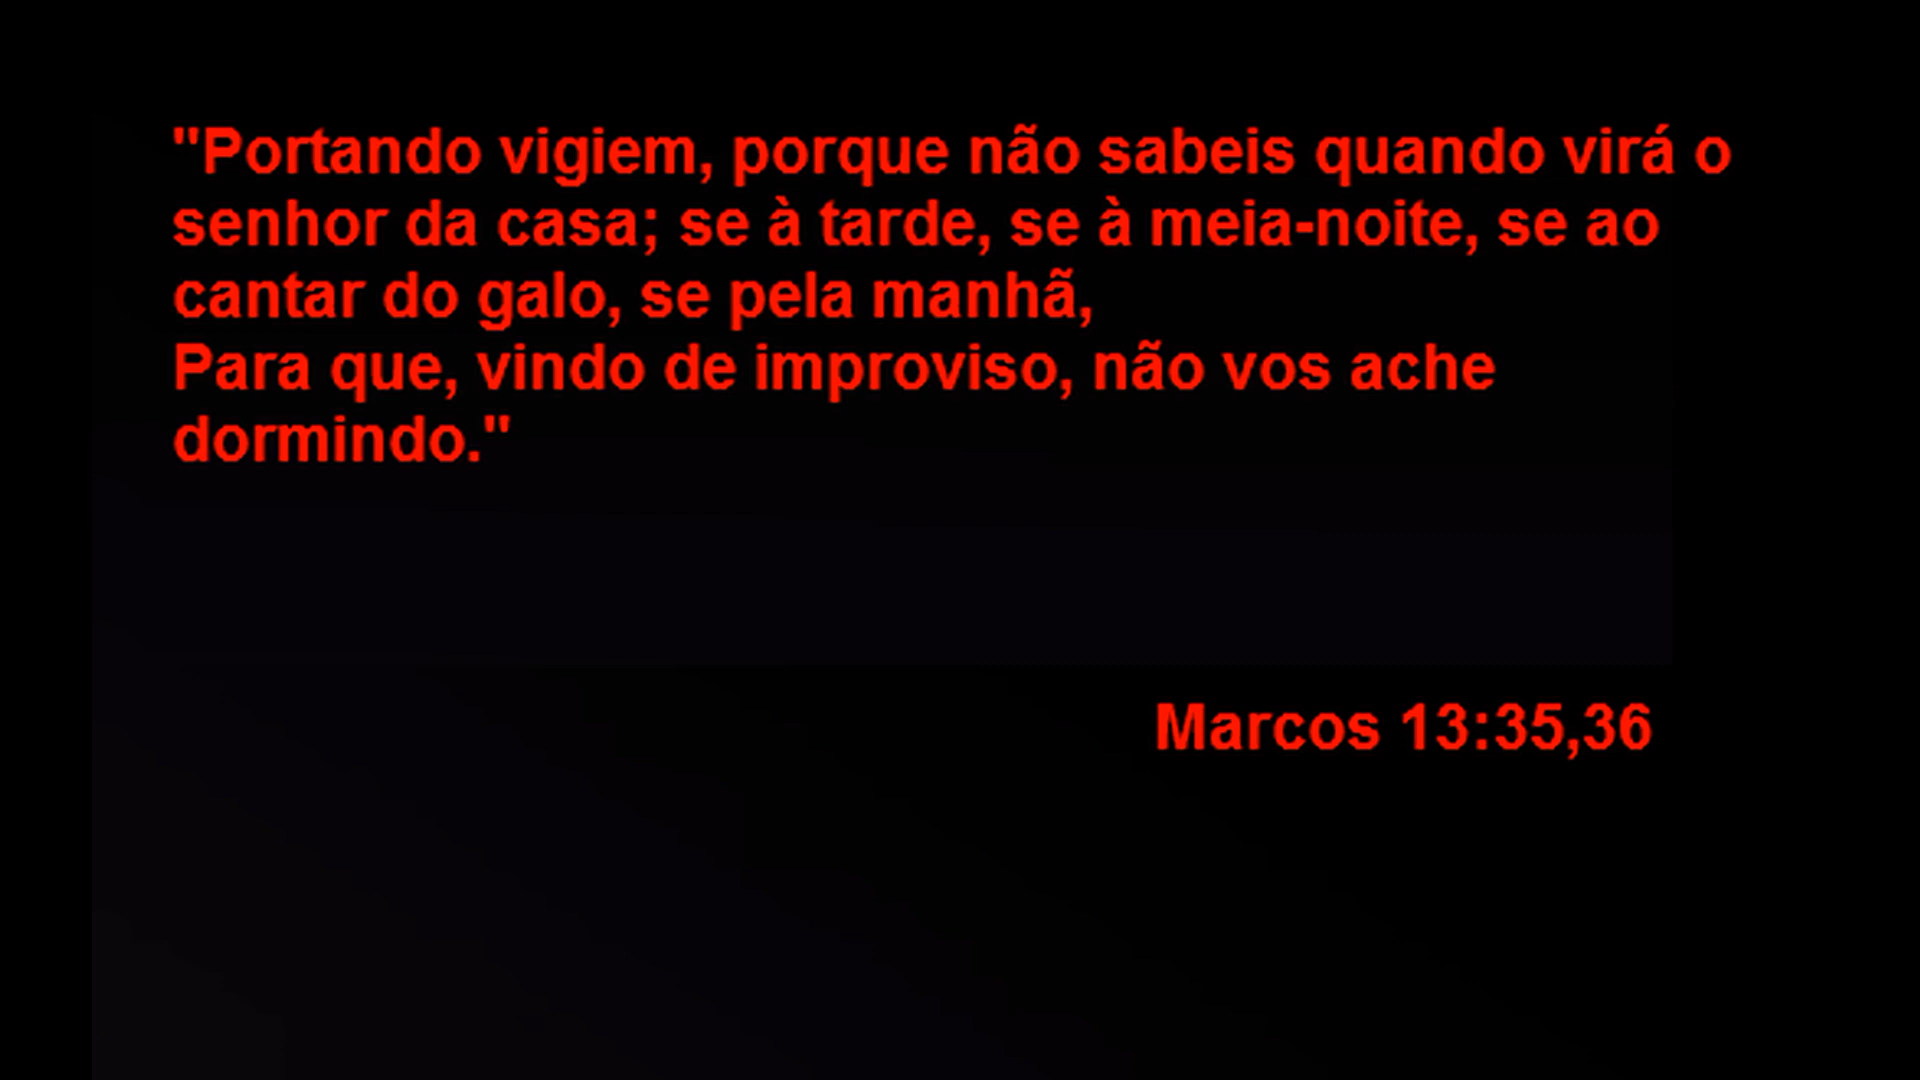 "Portando vigiem, porque não sabeis quando virá o
senhor da casa; se à tarde, se à meia-noite, se ao
cantar do galo, se pela manhã,
Para que, vindo de improviso, não vos ache
dormindo."
Marcos 13:35,36